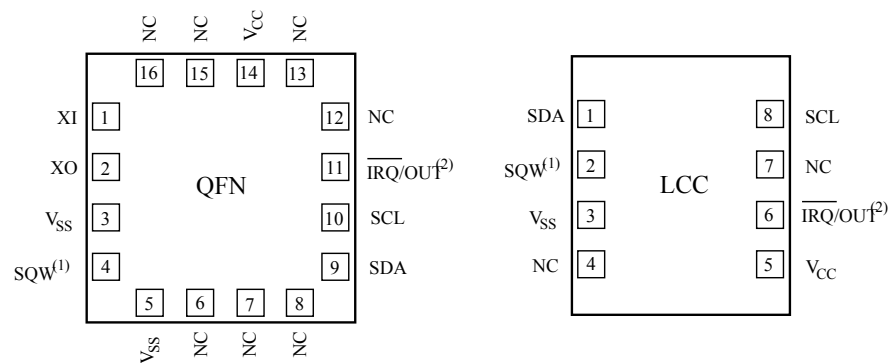 NC NC VCC NC
16 15 14 13
XI 1 12 NC
XO 2 11 IRQ/OUT(2)
QFN
VSS 3 10 SCL
SQW(1) 4 9 SDA
5 6 7 8
VSS NC NC NC
SDA 1 8 SCL
SQW(1) 2 7 NC
LCC
VSS 3 6 IRQ/OUT(2)
NC 4 5 VCC